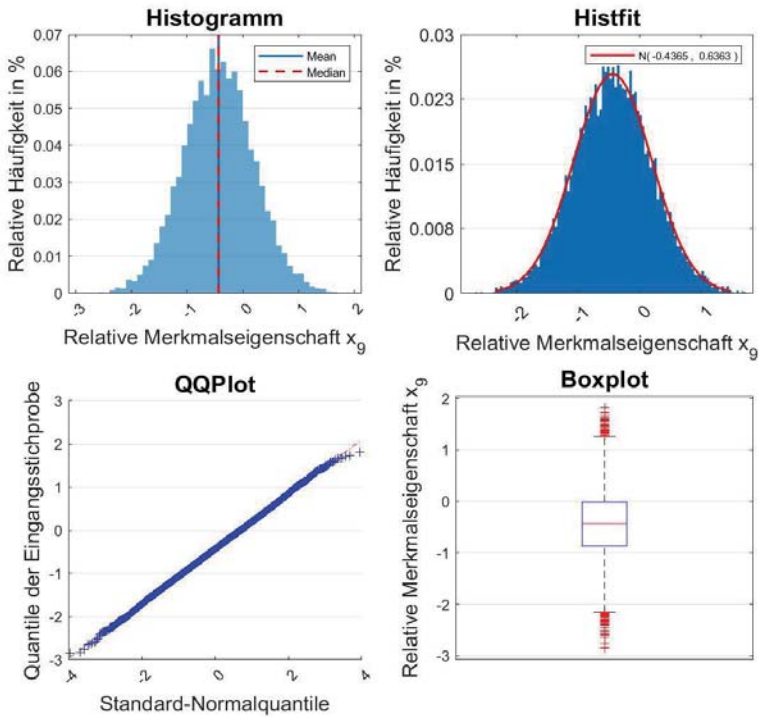 Histogramm
Relative Häufigkeit in %
0.07
0.06
0.05
0.04
0.03
0.02
0.01
0
-3
-2
-1
0
1
2
Mean
Median
Relative Merkmalseigenschaft x9
Histfit
Relative Häufigkeit in %
0.03
0.023
0.015
0.008
0
-2
-1
0
1
N( -0.4365 , 0.6363 )
Relative Merkmalseigenschaft x9
QQPlot
Quantile der Eingangsstichprobe
3
2
1
0
-1
-2
-3
-4
-2
0
2
4
Standard-Normalquantile
Boxplot
Relative Merkmalseigenschaft x9
2
1
0
-1
-2
-3